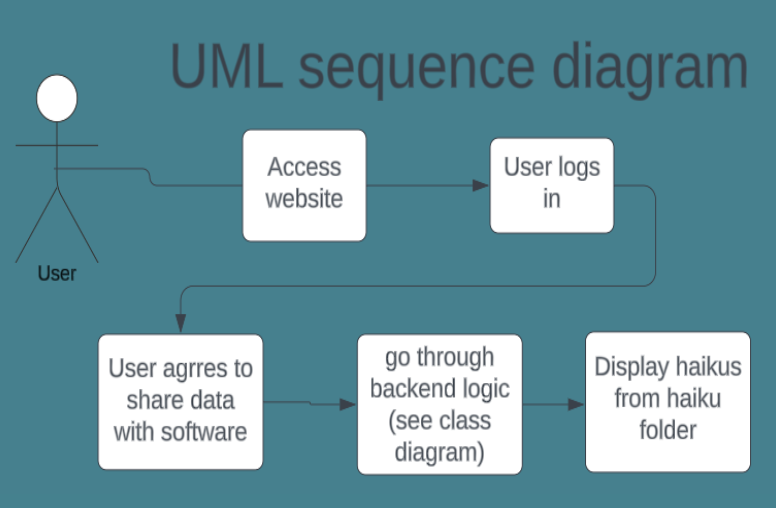 UML sequence diagram
Access
website
User logs
in
User
User agrres to
share data
with software
go through
backend logic
(see class
diagram)
Display haikus
from haiku
folder